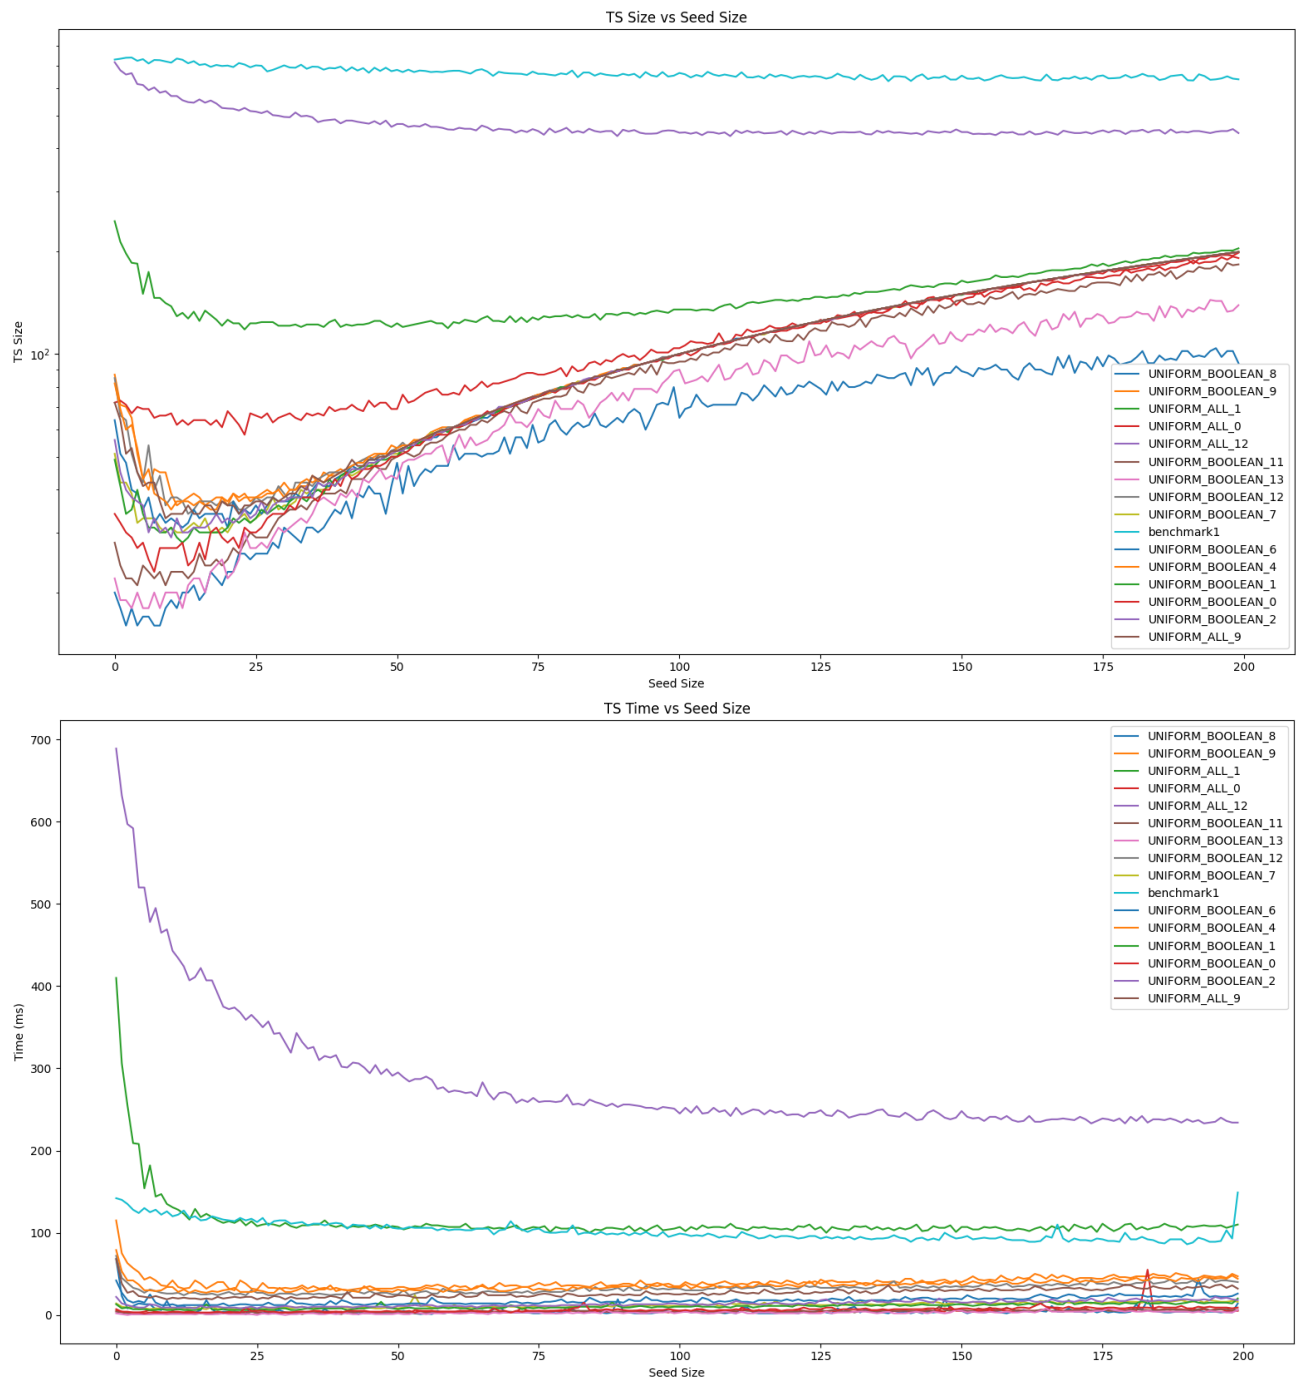 TS Size vs Seed Size
TS Size
10²
UNIFORM_BOOLEAN_8
UNIFORM_BOOLEAN_9
UNIFORM_ALL_1
UNIFORM_ALL_0
UNIFORM_ALL_12
UNIFORM_BOOLEAN_11
UNIFORM_BOOLEAN_13
UNIFORM_BOOLEAN_12
UNIFORM_BOOLEAN_7
benchmark1
UNIFORM_BOOLEAN_6
UNIFORM_BOOLEAN_4
UNIFORM_BOOLEAN_1
UNIFORM_BOOLEAN_0
UNIFORM_BOOLEAN_2
UNIFORM_ALL_9
0 25 50 75 100 125 150 175 200
Seed Size
TS Time vs Seed Size
Time (ms)
700
600
500
400
300
200
100
0
UNIFORM_BOOLEAN_8
UNIFORM_BOOLEAN_9
UNIFORM_ALL_1
UNIFORM_ALL_0
UNIFORM_ALL_12
UNIFORM_BOOLEAN_11
UNIFORM_BOOLEAN_13
UNIFORM_BOOLEAN_12
UNIFORM_BOOLEAN_7
benchmark1
UNIFORM_BOOLEAN_6
UNIFORM_BOOLEAN_4
UNIFORM_BOOLEAN_1
UNIFORM_BOOLEAN_0
UNIFORM_BOOLEAN_2
UNIFORM_ALL_9
0 25 50 75 100 125 150 175 200
Seed Size